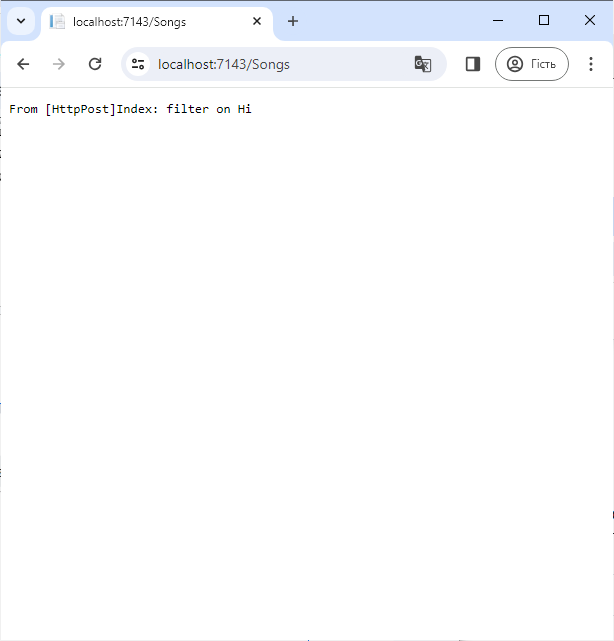 localhost:7143/Songs
localhost:7143/Songs
Гість
From [HttpPost]Index: filter on Hi